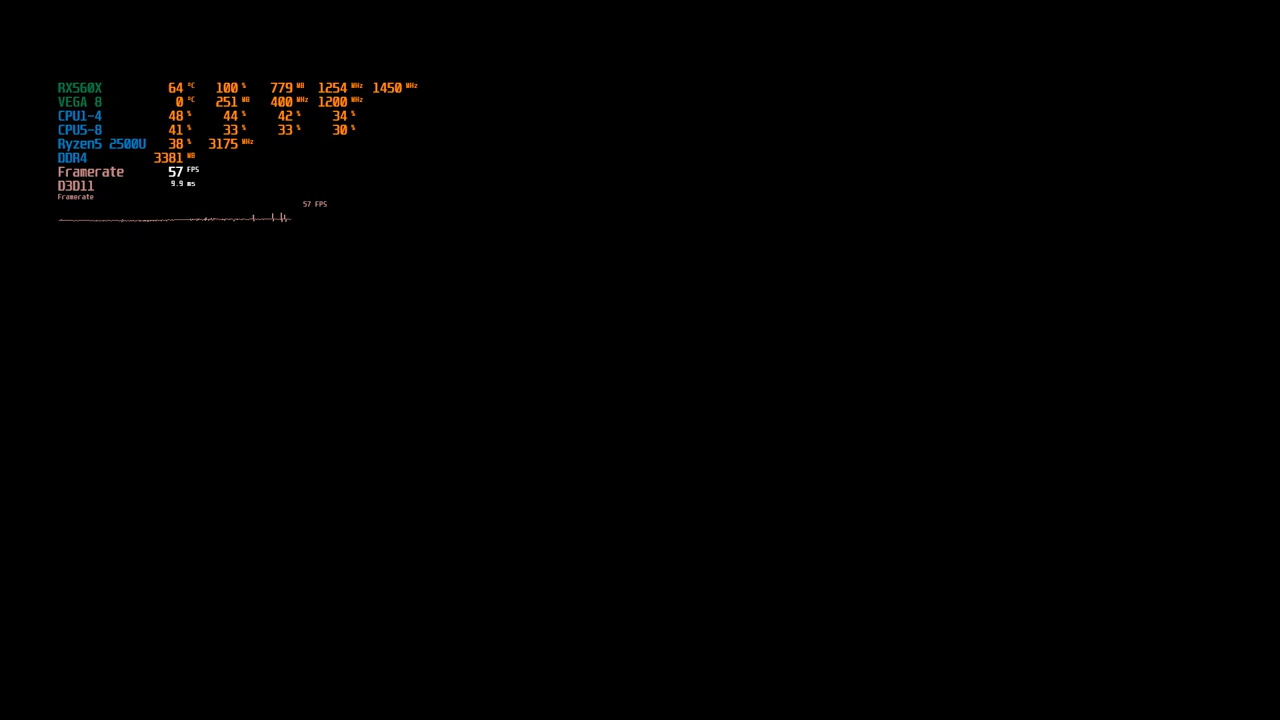 RX560X 64 °C 100 % 779 MB 1254 MHz 1450 MHz
VEGA 8 0 °C 251 MB 400 MHz 1200 MHz
CPU1-4 48 % 44 % 42 % 34 %
CPU5-8 41 % 33 % 33 % 30 %
Ryzen5 2500U 38 % 3175 MHz
DDR4 3381 MB
Framerate 57 FPS
D3D11 9.9 ms
Framerate
57 FPS